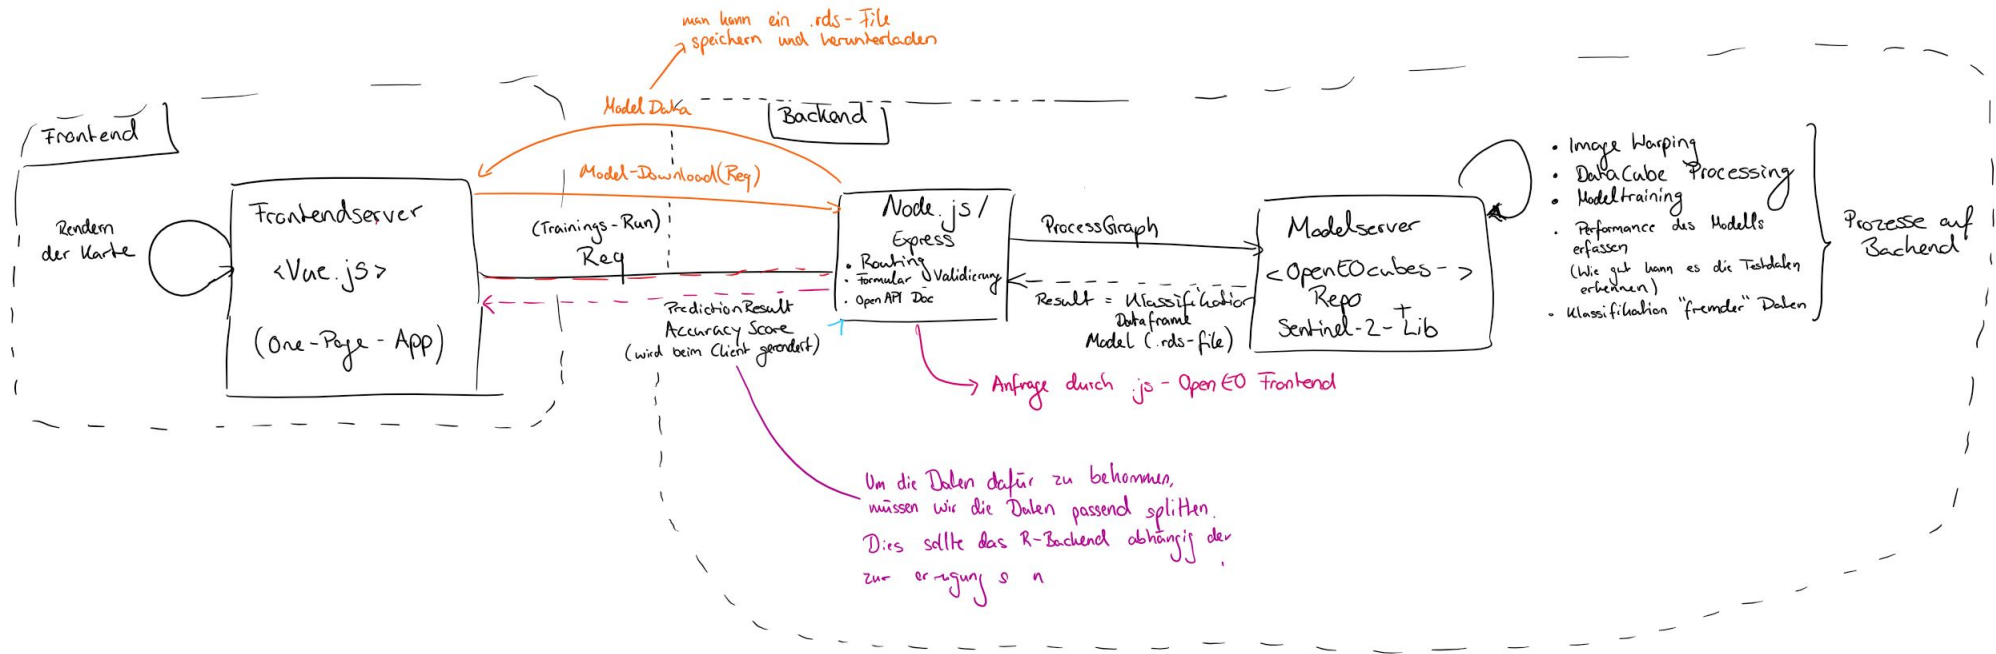 man kann ein .rds-File
speichern und herunterladen
Model Data
Frontend
Backend
Model-Download(Req)
Rendern
der Karte
Frontendserver
<Vue.js>
(One-Page-App)
(Trainings-Run)
Req
PredictionResult
Accuracy Score
(wird beim Client gerendert)
Node.js/
Express
• Routing
• Formular Validierung
• OpenAPI Doc
ProcessGraph
Result = Klassifikation
Dataframe
Model (.rds-file)
Modelserver
<OpenEOcubes->
Repo
+
Sentinel-2-Lib
• Image Warping
• DataCube Processing
• Modeltraining
• Performance des Modells
erfassen
(Wie gut kann es die Testdaten
erkennen)
• Klassifikation "fremder" Daten
Prozesse auf
Backend
Anfrage durch .js-OpenEO Frontend
Um die Daten dafür zu bekommen,
müssen wir die Daten passend splitten.
Dies sollte das R-Backend abhängig der
zur